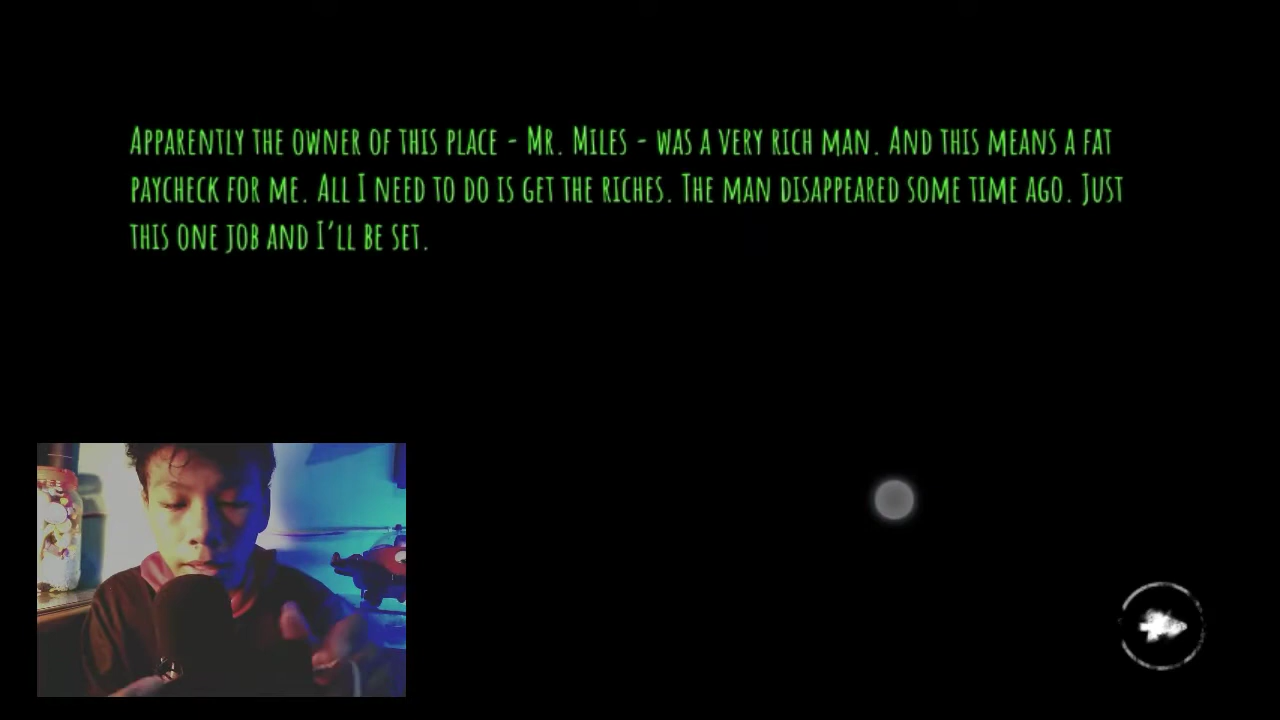 Apparently the owner of this place - Mr. Miles - was a very rich man. And this means a fat
paycheck for me. All I need to do is get the riches. The man disappeared some time ago. Just
this one job and I'll be set.